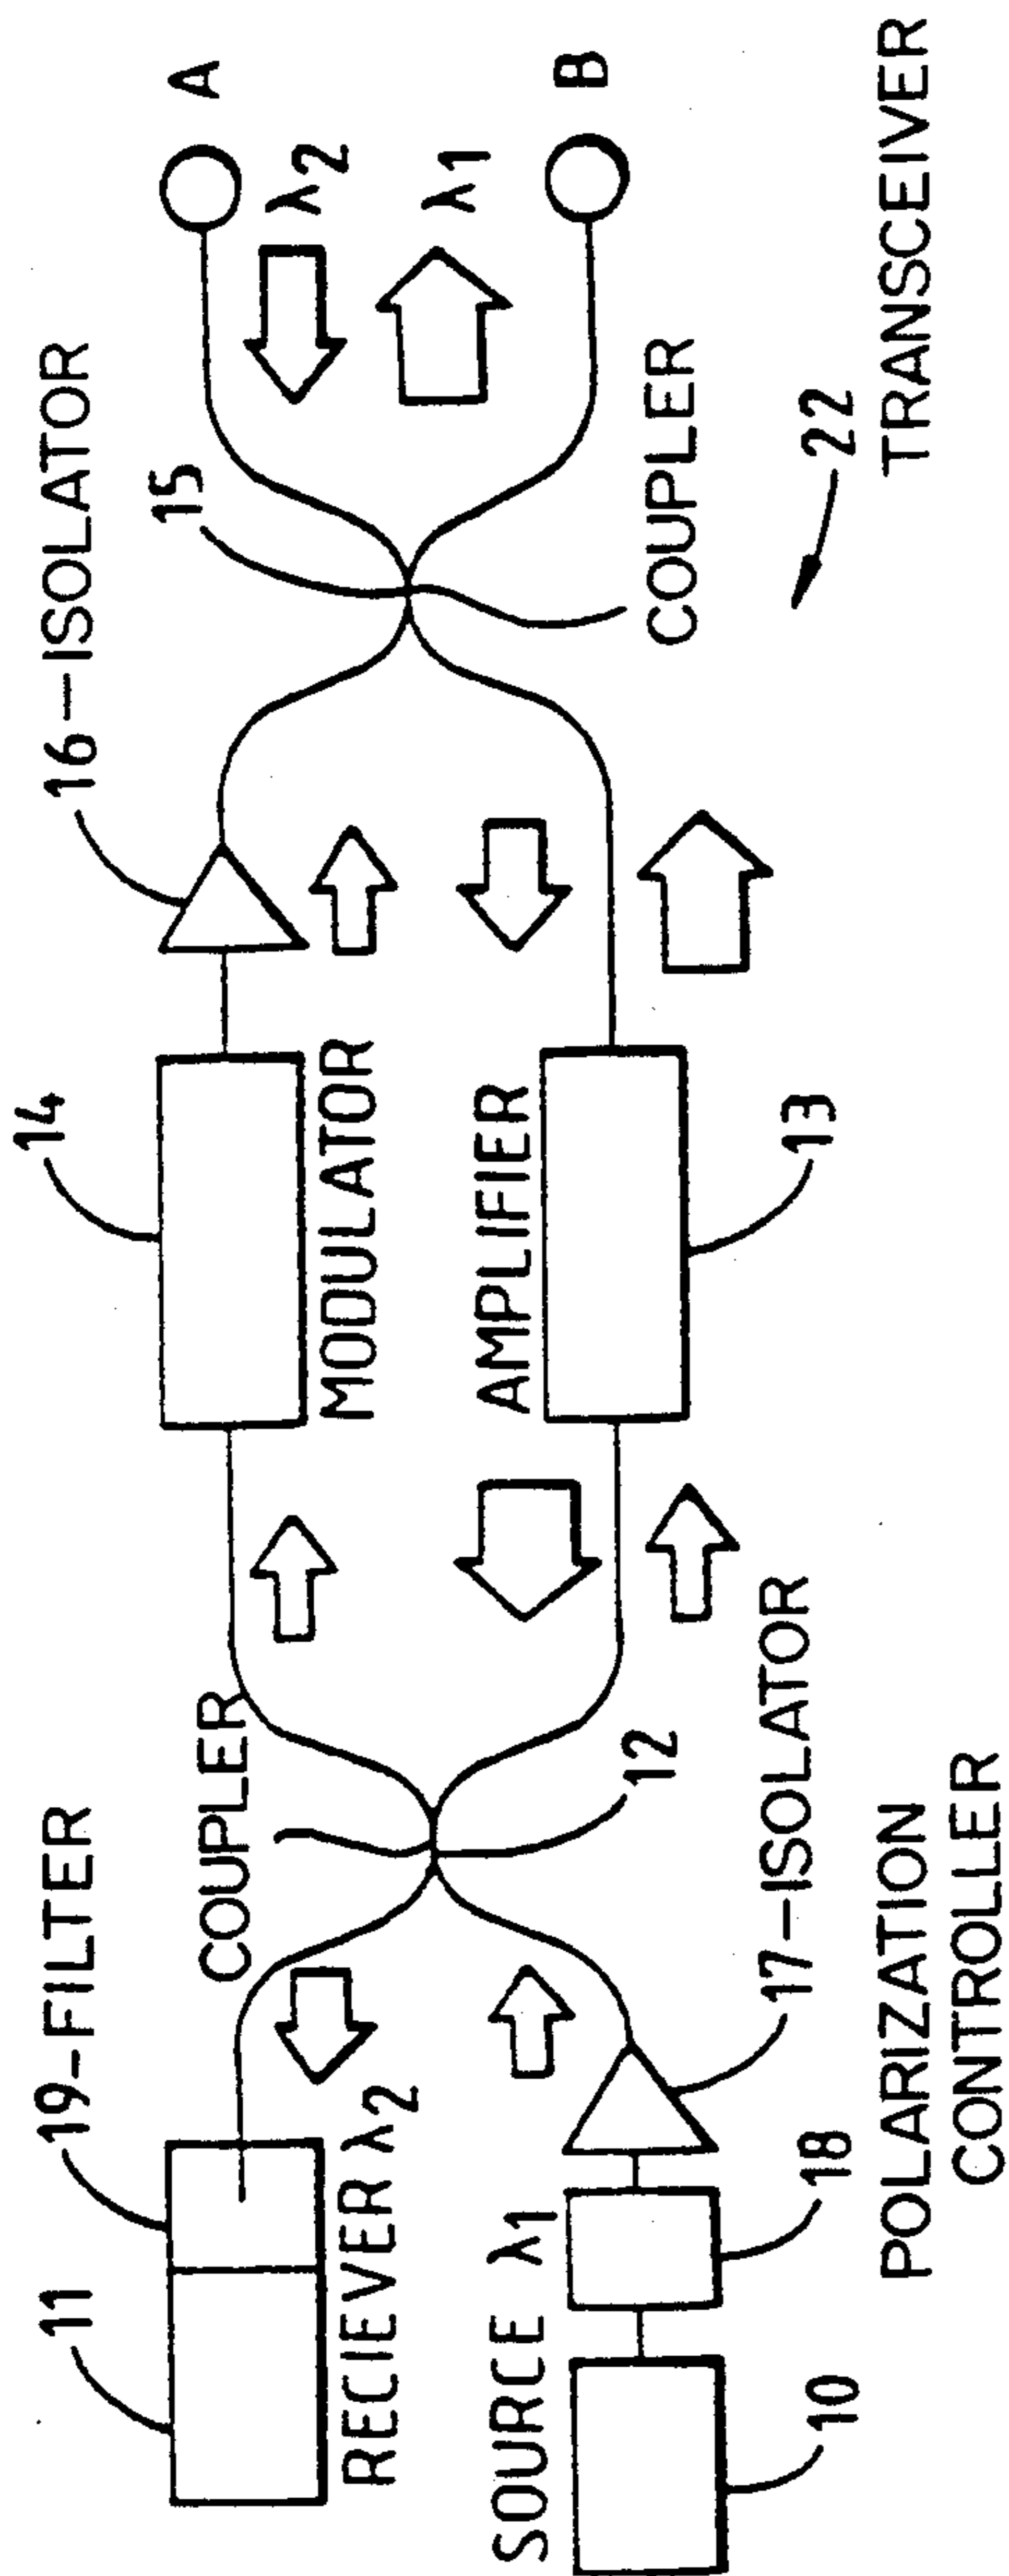 11
19-FILTER
COUPLER
14
16-ISOLATOR
15
A
RECIEVER λ2
MODULATOR
λ2
SOURCE λ1
AMPLIFIER
λ1
B
12
COUPLER
10
18
17-ISOLATOR
13
22
POLARIZATION
CONTROLLER
TRANSCEIVER